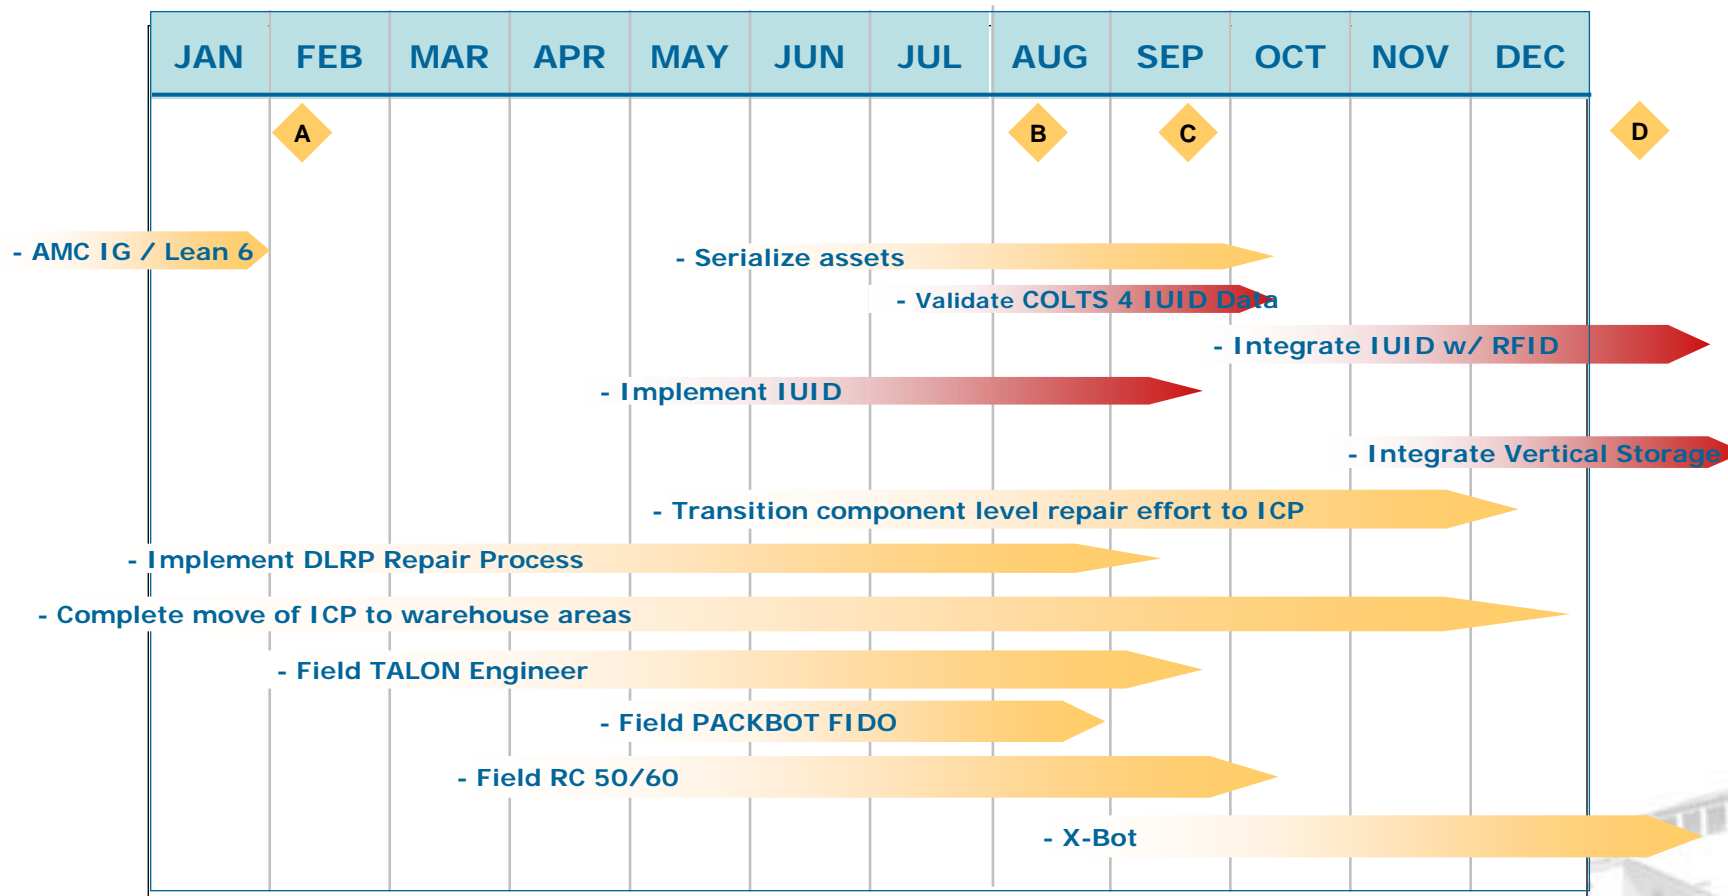 JAN FEB MAR APR MAY JUN JUL AUG SEP OCT NOV DEC
A B C D
- AMC IG / Lean 6
- Serialize assets
- Validate COLTS 4 IUID Data
- Integrate IUID w/ RFID
- Implement IUID
- Integrate Vertical Storage
- Transition component level repair effort to ICP
- Implement DLRP Repair Process
- Complete move of ICP to warehouse areas
- Field TALON Engineer
- Field PACKBOT FIDO
- Field RC 50/60
- X-Bot